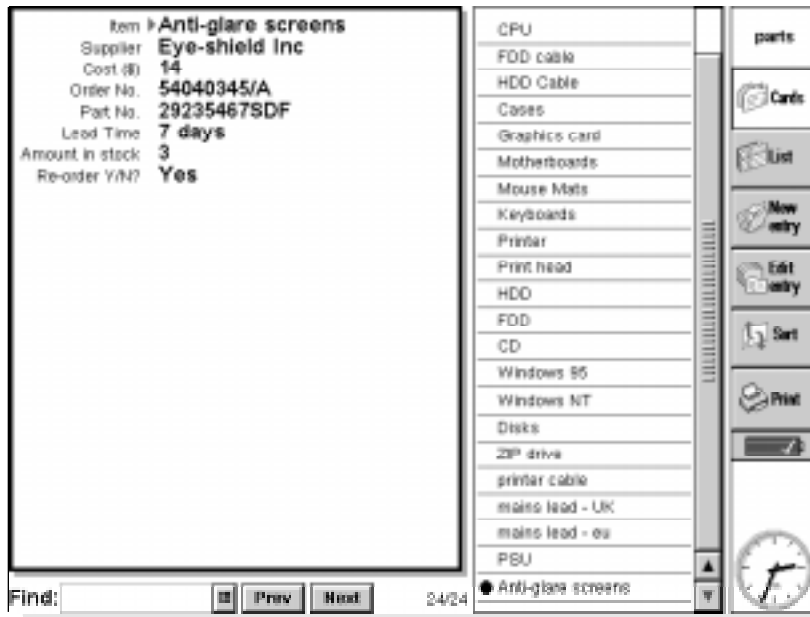 Item Anti-glare screens
Supplier Eye-shield Inc
Cost ($) 14
Order No. 54040345/A
Part No. 29235467SDF
Lead Time 7 days
Amount in stock 3
Re-order Y/N? Yes
Find:
Prev
Next
24/24
CPU
FDD cable
HDD Cable
Cases
Graphics card
Motherboards
Mouse Mats
Keyboards
Printer
Print head
HDD
FDD
CD
Windows 95
Windows NT
Disks
ZIP drive
printer cable
mains lead - UK
mains lead - eu
PSU
Anti-glare screens
parts
Cards
List
New
entry
Edit
entry
Sort
Print